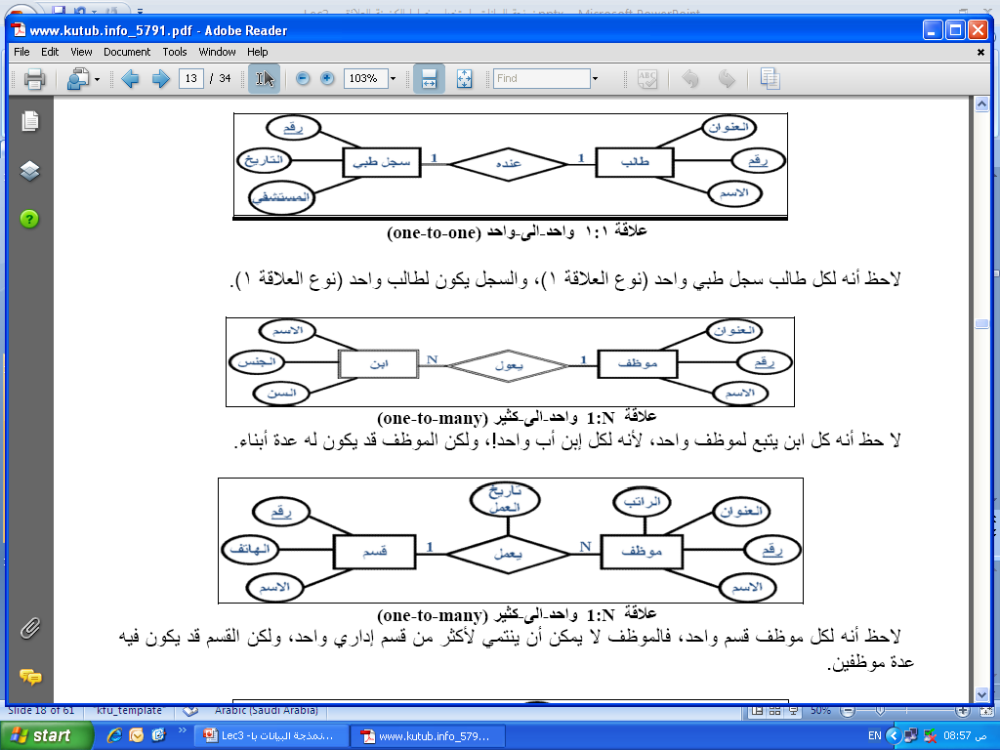 Lec3
Microsoft PowerPoint
www.kutub.info_5791.pdf - Adobe Reader
File Edit View Document Tools Window Help
13 / 34 103% Find
رقم
العنوان
التاريخ
سجل طبي
1
عنده
1
طالب
رقم
المستشفى
الاسم
علاقة ١:١ واحد-الى-واحد (one-to-one)
لاحظ أنه لكل طالب سجل طبي واحد (نوع العلاقة ١)، والسجل يكون لطالب واحد (نوع العلاقة ١).
الاسم
العنوان
الجنس
ابن
N
يعول
1
موظف
رقم
السن
الاسم
علاقة 1:N واحد-الى-كثير (one-to-many)
لا حظ أنه كل ابن يتبع لموظف واحد، لأنه لكل إبن أب واحد!، ولكن الموظف قد يكون له عدة أبناء.
تاريخ
العمل
الراتب
رقم
العنوان
الهاتف
قسم
1
يعمل
N
موظف
رقم
الاسم
الاسم
علاقة 1:N واحد-الى-كثير (one-to-many)
لاحظ أنه لكل موظف قسم واحد، فالموظف لا يمكن أن ينتمي لأكثر من قسم إداري واحد، ولكن القسم قد يكون فيه
عدة موظفين.
Slide 18 of 61 "kfu_template" Arabic (Saudi Arabia) 50%
start Lec3 -نمذجة البيانات با... www.kutub.info_579... EN 08:57 ص